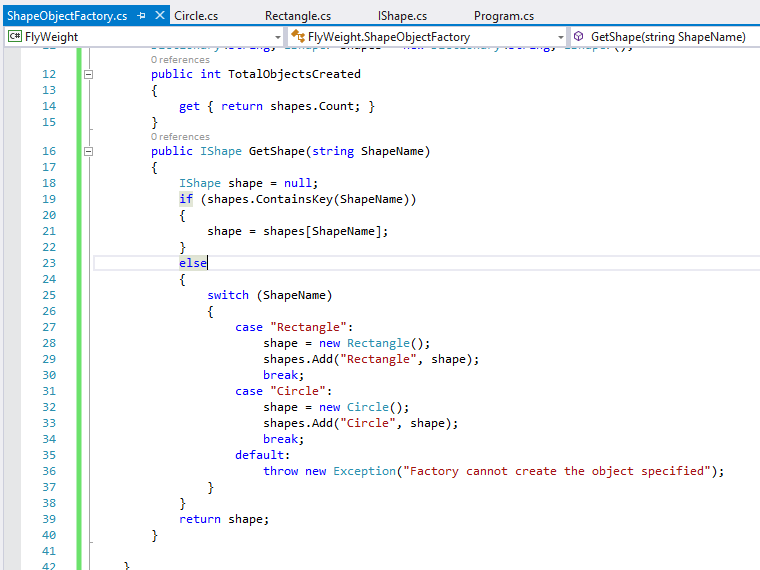 ShapeObjectFactory.cs Circle.cs Rectangle.cs IShape.cs Program.cs
C# FlyWeight FlyWeight.ShapeObjectFactory GetShape(string ShapeName)
0 references
12 public int TotalObjectsCreated
13 {
14 get { return shapes.Count; }
15 }
0 references
16 public IShape GetShape(string ShapeName)
17 {
18 IShape shape = null;
19 if (shapes.ContainsKey(ShapeName))
20 {
21 shape = shapes[ShapeName];
22 }
23 else
24 {
25 switch (ShapeName)
26 {
27 case "Rectangle":
28 shape = new Rectangle();
29 shapes.Add("Rectangle", shape);
30 break;
31 case "Circle":
32 shape = new Circle();
33 shapes.Add("Circle", shape);
34 break;
35 default:
36 throw new Exception("Factory cannot create the object specified");
37 }
38 }
39 return shape;
40 }
41
42 }